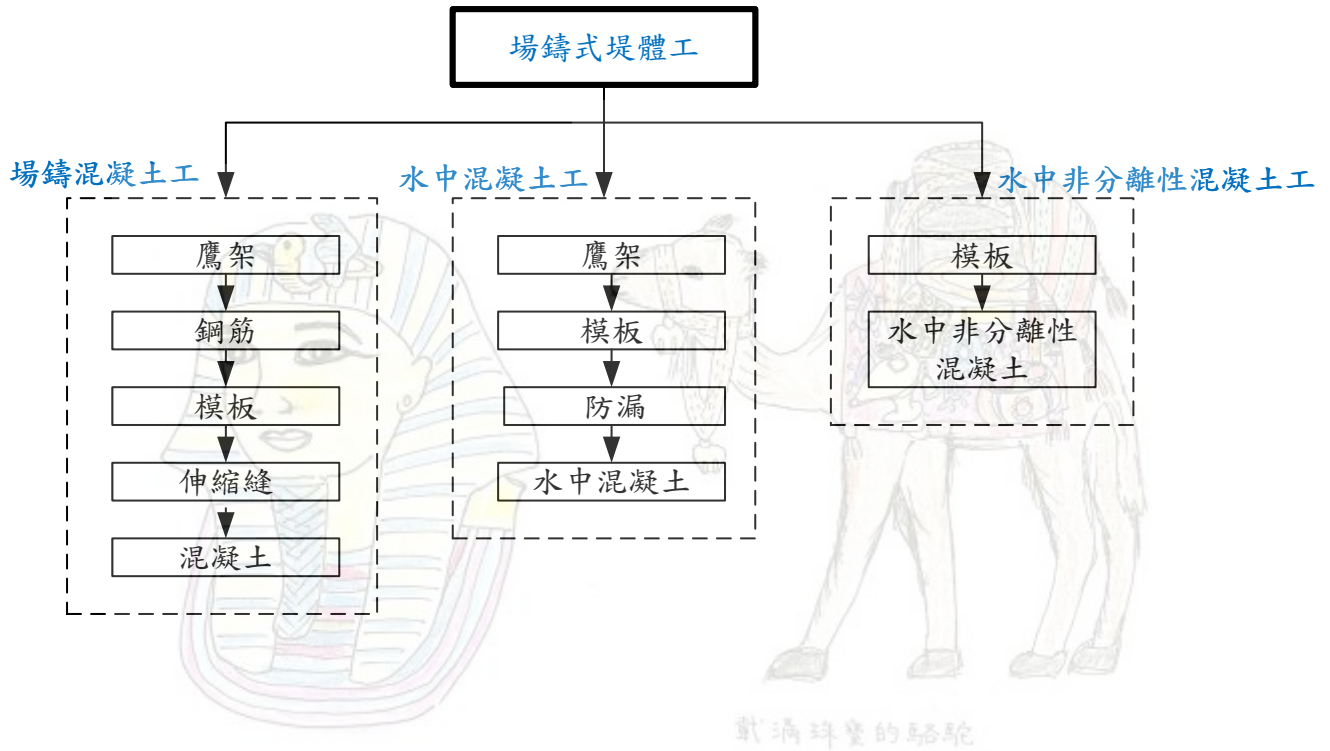 場鑄式堤體工
場鑄混凝土工
鷹架
鋼筋
模板
伸縮縫
混凝土
水中混凝土工
鷹架
模板
防漏
水中混凝土
水中非分離性混凝土工
模板
水中非分離性
混凝土
載滿珠寶的駱駝